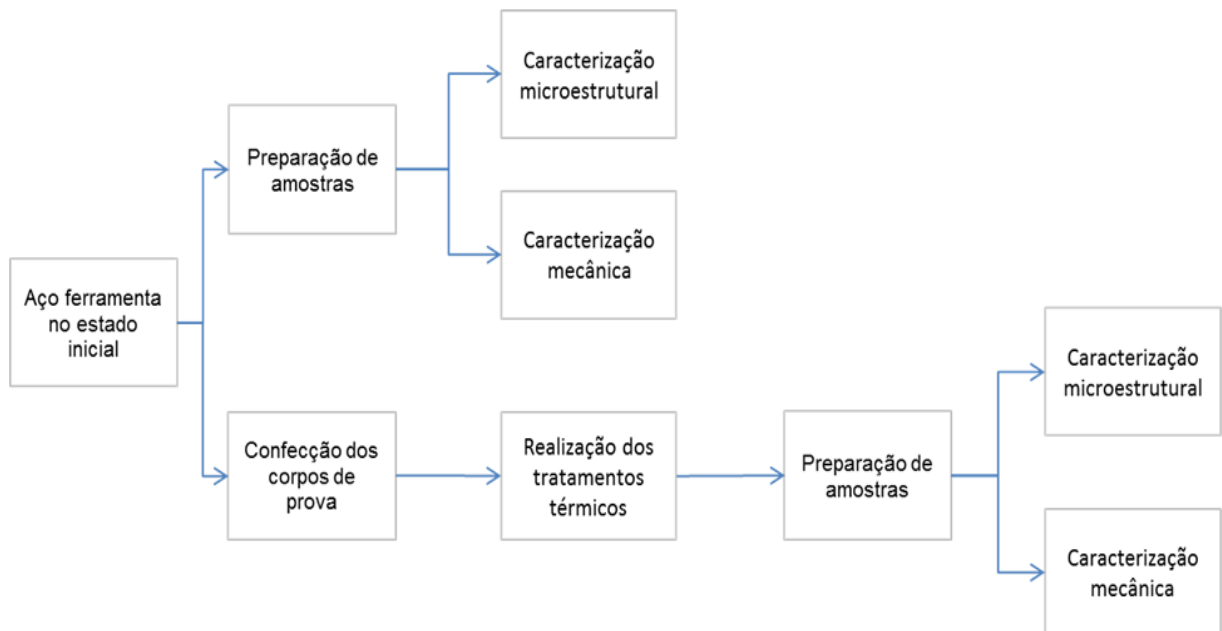 Caracterização
microestrutural
Preparação de
amostras
Caracterização
mecânica
Aço ferramenta
no estado
inicial
Caracterização
microestrutural
Confecção dos
corpos de
prova
Realização dos
tratamentos
térmicos
Preparação de
amostras
Caracterização
mecânica